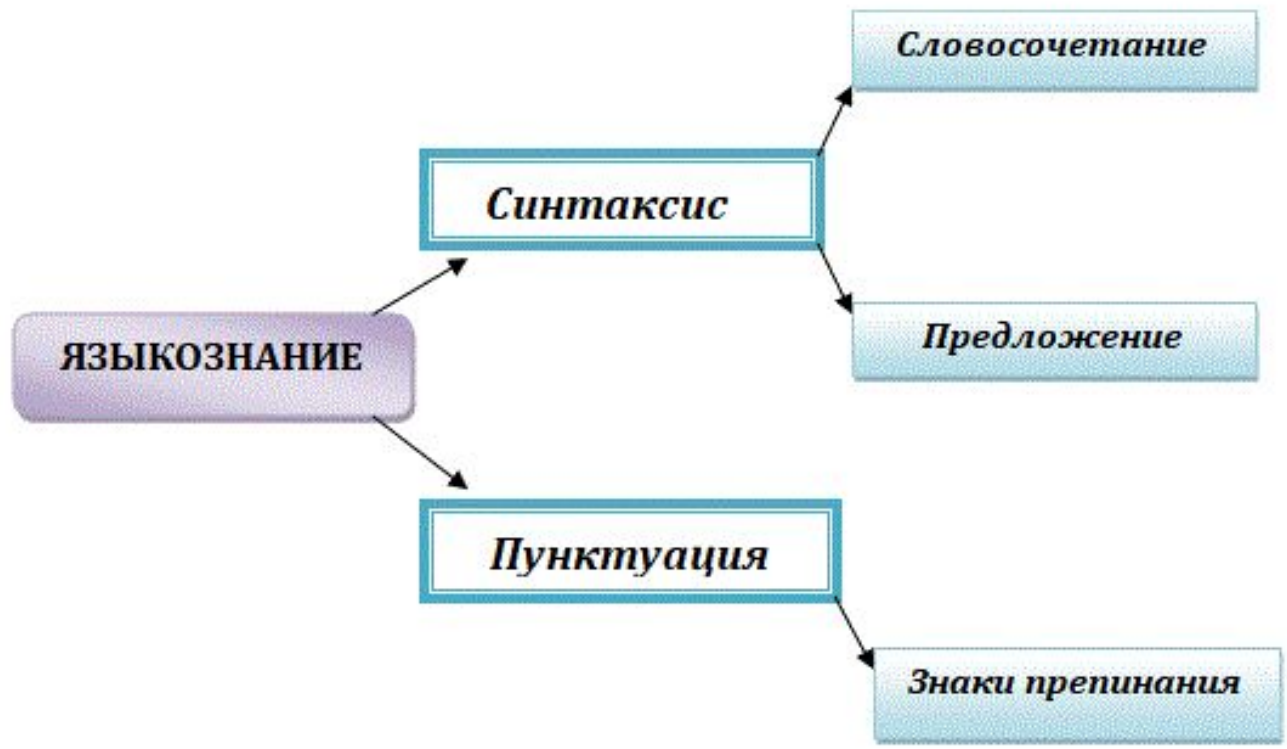 Словосочетание
Синтаксис
Предложение
ЯЗЫКОЗНАНИЕ
Пунктуация
Знаки препинания